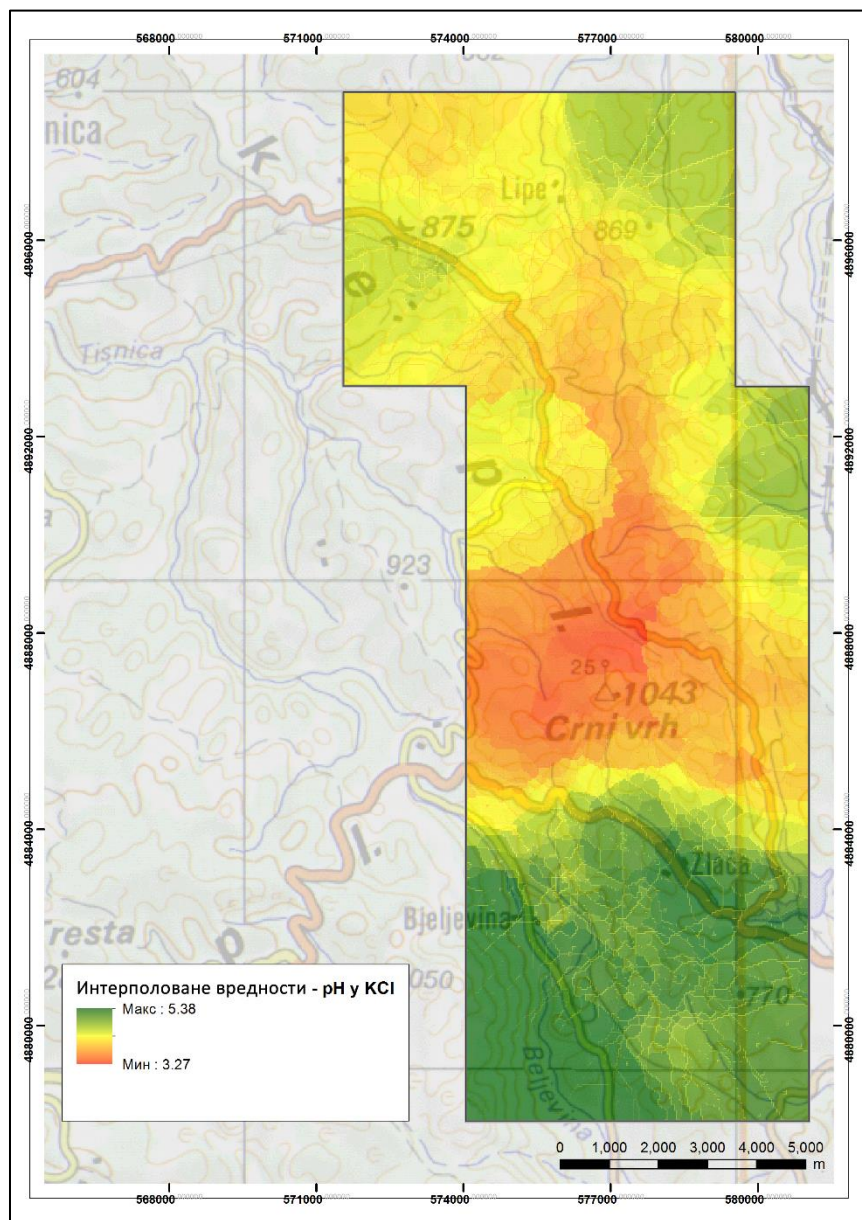 568000 571000 574000 577000 580000
604
nica
k
Lipe
875
869
e
4896000 4896000
Tisnica
4892000 4892000
p
923
l.
4888000 4888000
25
1043
Crni vrh
4884000 4884000
l.
Zlaca
Bjeljevina
p
050
770
Интерполоване вредности - pH у KCl
Макс : 5.38
Мин : 3.27
4880000 4880000
Beljevina
0 1,000 2,000 3,000 4,000 5,000
m
568000 571000 574000 577000 580000